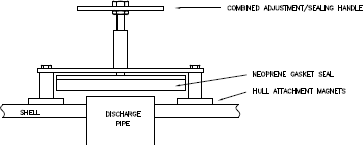 COMBINED ADJUSTMENT/SEALING HANDLE
NEOPRENE GASKET SEAL
HULL ATTACHMENT MAGNETS
SHELL
DISCHARGE
PIPE